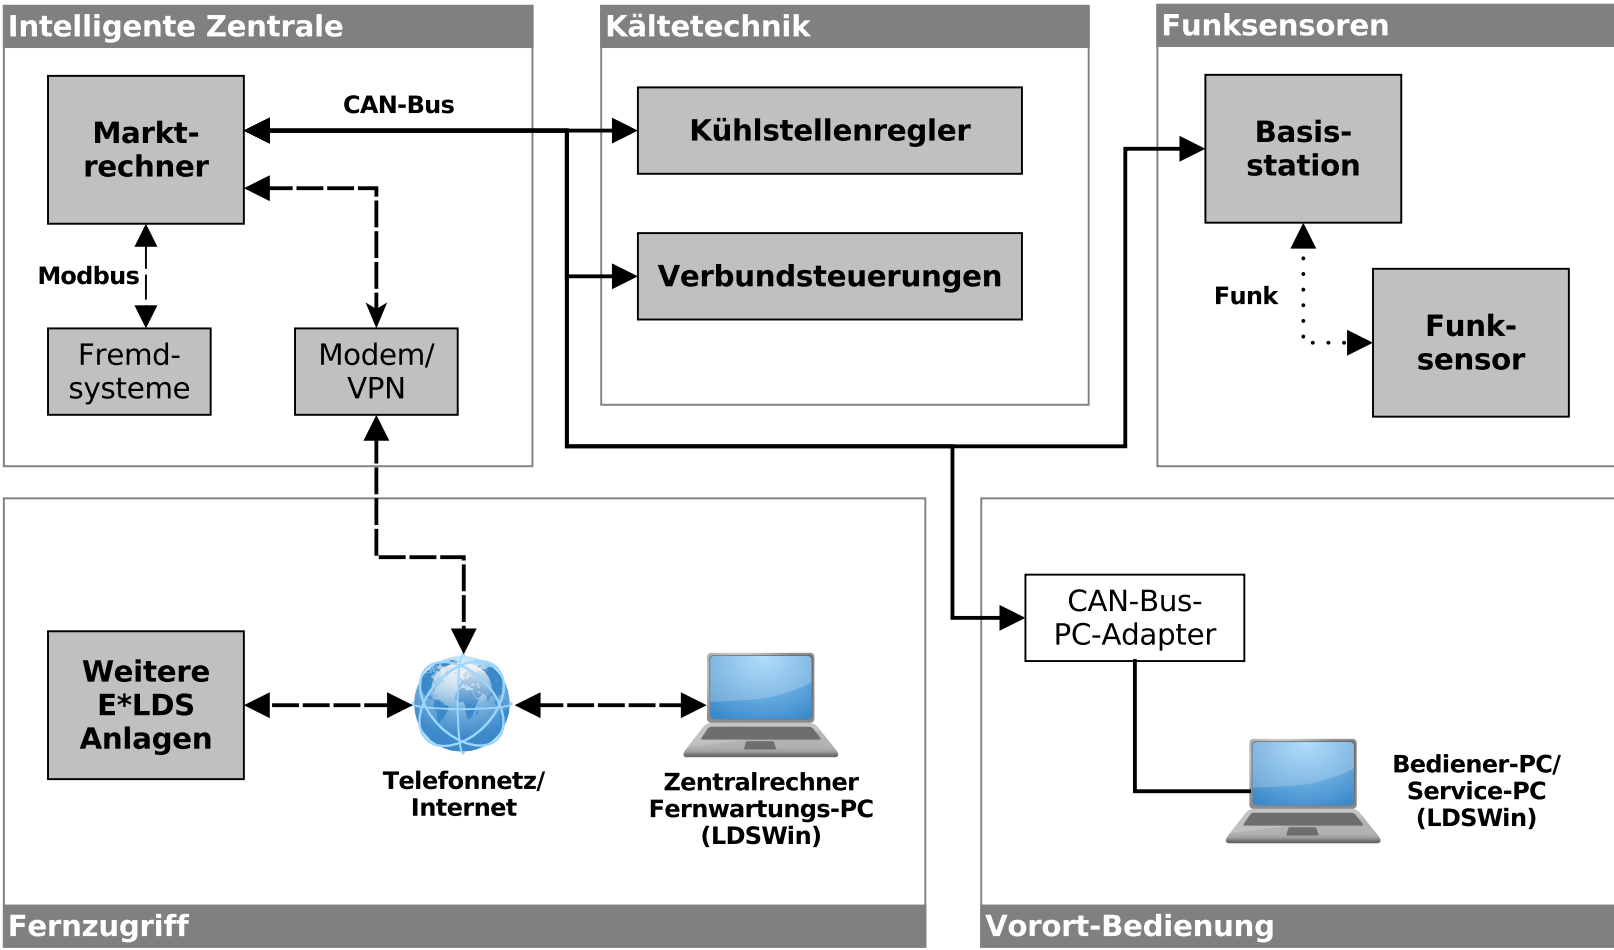 Intelligente Zentrale
Markt-
rechner
CAN-Bus
Modbus
Fremd-
systeme
Modem/
VPN
Kältetechnik
Kühlstellenregler
Verbundsteuerungen
Funksensoren
Basis-
station
Funk
Funk-
sensor
Weitere
E*LDS
Anlagen
Telefonnetz/
Internet
Zentralrechner
Fernwartungs-PC
(LDSWin)
Fernzugriff
CAN-Bus-
PC-Adapter
Bediener-PC/
Service-PC
(LDSWin)
Vorort-Bedienung